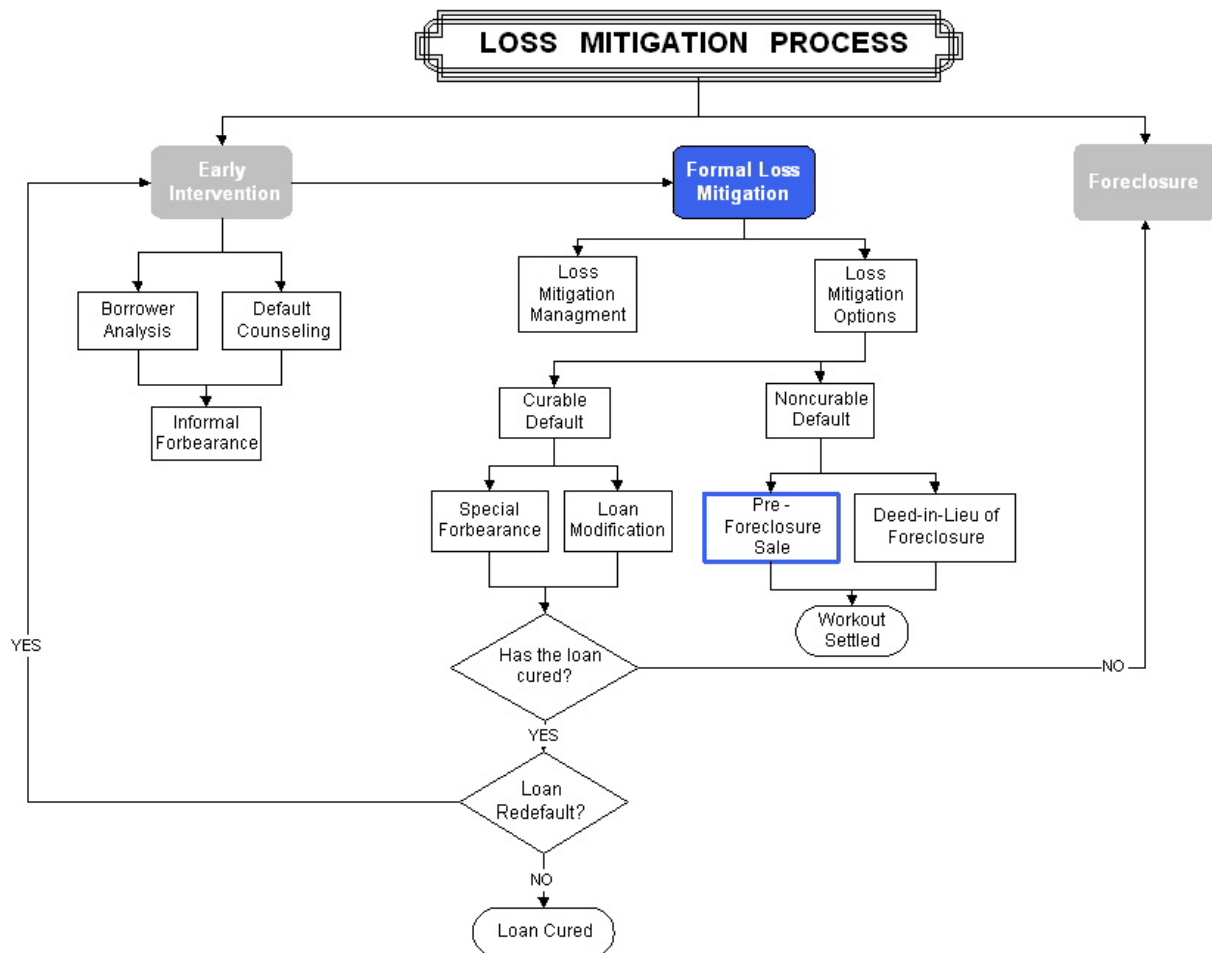 LOSS MITIGATION PROCESS
Early
Intervention
Formal Loss
Mitigation
Foreclosure
Borrower
Analysis
Default
Counseling
Informal
Forbearance
Loss
Mitigation
Managment
Loss
Mitigation
Options
Curable
Default
Noncurable
Default
Special
Forbearance
Loan
Modification
Pre -
Foreclosure
Sale
Deed-in-Lieu of
Foreclosure
Workout
Settled
Has the loan
cured?
NO
YES
YES
Loan
Redefault?
NO
Loan Cured